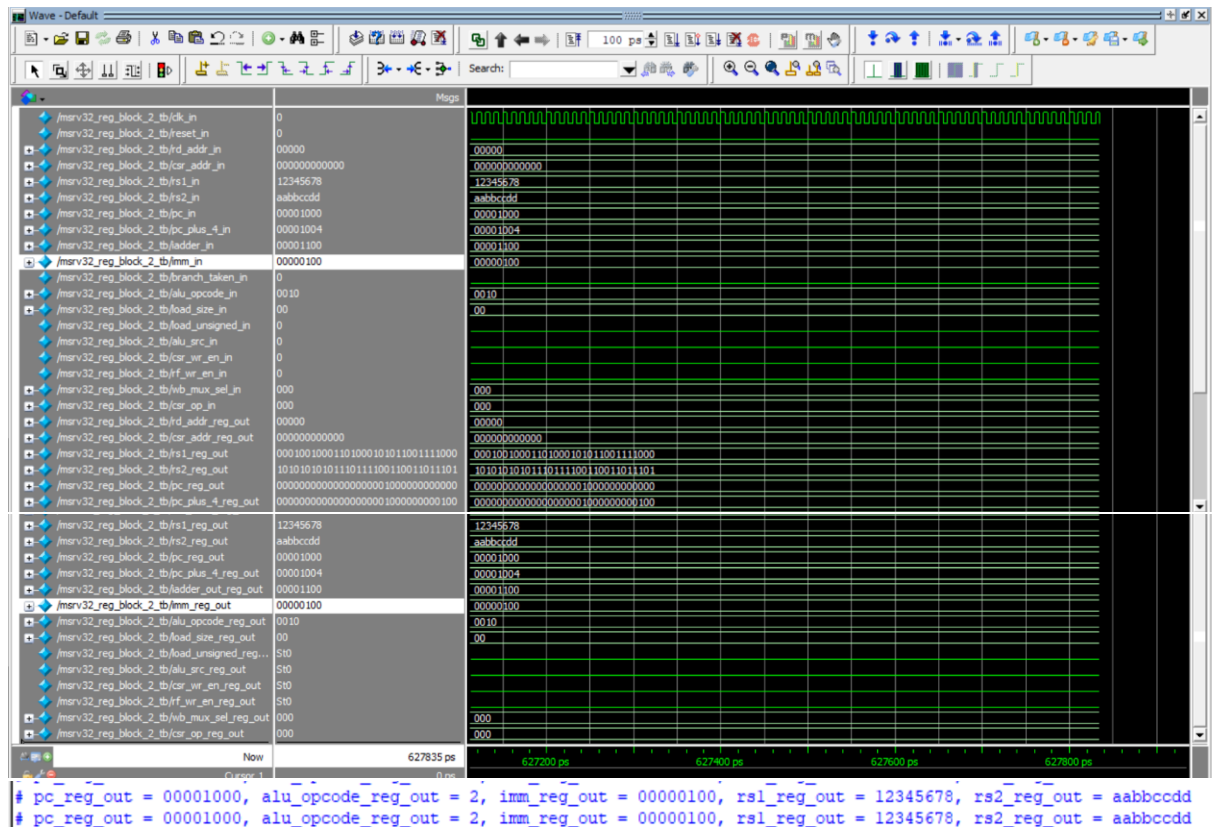 Wave - Default
100 ps
Search:
Msgs
/msrv32_reg_block_2_tb/clk_in 0
/msrv32_reg_block_2_tb/reset_in 0
/msrv32_reg_block_2_tb/rd_addr_in 00000 00000
/msrv32_reg_block_2_tb/csr_addr_in 000000000000 000000000000
/msrv32_reg_block_2_tb/rs1_in 12345678 12345678
/msrv32_reg_block_2_tb/rs2_in aabbccdd aabbccdd
/msrv32_reg_block_2_tb/pc_in 00001000 00001000
/msrv32_reg_block_2_tb/pc_plus_4_in 00001004 00001004
/msrv32_reg_block_2_tb/iadder_in 00001100 00001100
/msrv32_reg_block_2_tb/imm_in 00000100 00000100
/msrv32_reg_block_2_tb/branch_taken_in 0
/msrv32_reg_block_2_tb/alu_opcode_in 0010 0010
/msrv32_reg_block_2_tb/load_size_in 00 00
/msrv32_reg_block_2_tb/load_unsigned_in 0
/msrv32_reg_block_2_tb/alu_src_in 0
/msrv32_reg_block_2_tb/csr_wr_en_in 0
/msrv32_reg_block_2_tb/rf_wr_en_in 0
/msrv32_reg_block_2_tb/wb_mux_sel_in 000 000
/msrv32_reg_block_2_tb/csr_op_in 000 000
/msrv32_reg_block_2_tb/rd_addr_reg_out 00000 00000
/msrv32_reg_block_2_tb/csr_addr_reg_out 000000000000 000000000000
/msrv32_reg_block_2_tb/rs1_reg_out 00010010001101000101011001111000 00010010001101000101011001111000
/msrv32_reg_block_2_tb/rs2_reg_out 10101010101110111100110011011101 10101010101110111100110011011101
/msrv32_reg_block_2_tb/pc_reg_out 00000000000000000001000000000000 00000000000000000001000000000000
/msrv32_reg_block_2_tb/pc_plus_4_reg_out 00000000000000000001000000000100 00000000000000000001000000000100
/msrv32_reg_block_2_tb/rs1_reg_out 12345678 12345678
/msrv32_reg_block_2_tb/rs2_reg_out aabbccdd aabbccdd
/msrv32_reg_block_2_tb/pc_reg_out 00001000 00001000
/msrv32_reg_block_2_tb/pc_plus_4_reg_out 00001004 00001004
/msrv32_reg_block_2_tb/iadder_out_reg_out 00001100 00001100
/msrv32_reg_block_2_tb/imm_reg_out 00000100 00000100
/msrv32_reg_block_2_tb/alu_opcode_reg_out 0010 0010
/msrv32_reg_block_2_tb/load_size_reg_out 00 00
/msrv32_reg_block_2_tb/load_unsigned_reg... St0
/msrv32_reg_block_2_tb/alu_src_reg_out St0
/msrv32_reg_block_2_tb/csr_wr_en_reg_out St0
/msrv32_reg_block_2_tb/rf_wr_en_reg_out St0
/msrv32_reg_block_2_tb/wb_mux_sel_reg_out 000 000
/msrv32_reg_block_2_tb/csr_op_reg_out 000 000
Now 627835 ps 627200 ps 627400 ps 627600 ps 627800 ps
Cursor 1 0 ps
# pc_reg_out = 00001000, alu_opcode_reg_out = 2, imm_reg_out = 00000100, rs1_reg_out = 12345678, rs2_reg_out = aabbccdd
# pc_reg_out = 00001000, alu_opcode_reg_out = 2, imm_reg_out = 00000100, rs1_reg_out = 12345678, rs2_reg_out = aabbccdd